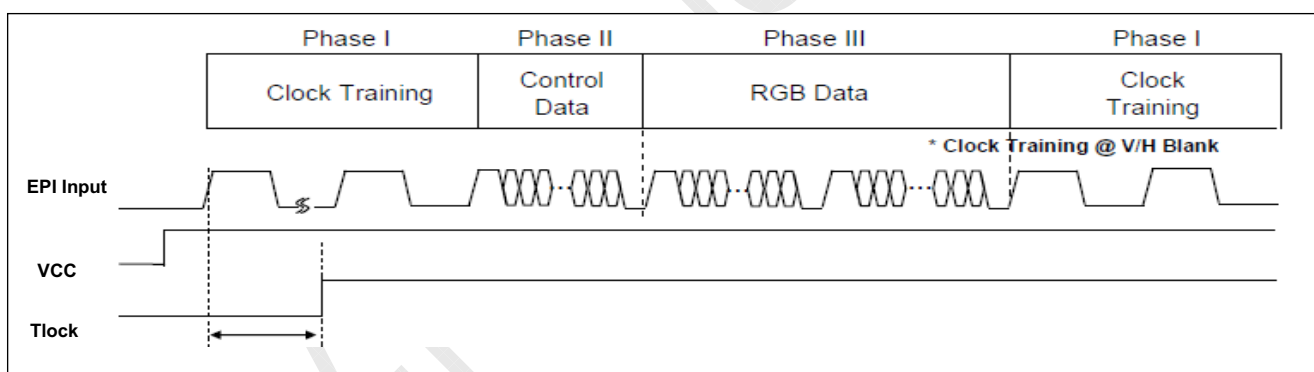 Phase I Phase II Phase III Phase I
Clock Training Control Data RGB Data Clock Training
* Clock Training @ V/H Blank
EPI Input
VCC
Tlock